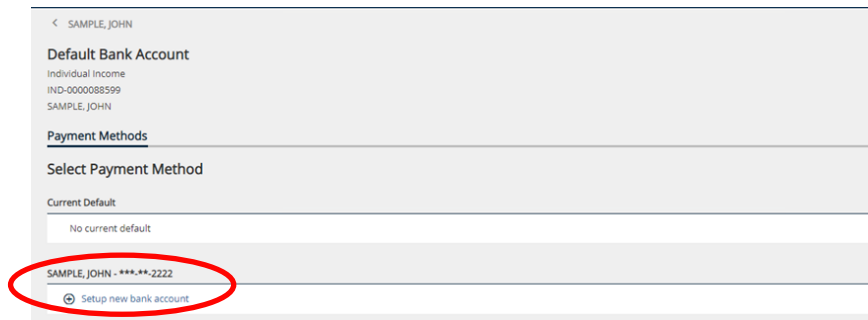 < SAMPLE, JOHN
Default Bank Account
Individual Income
IND-0000088599
SAMPLE, JOHN
Payment Methods
Select Payment Method
Current Default
No current default
SAMPLE, JOHN - ***-**-2222
Setup new bank account